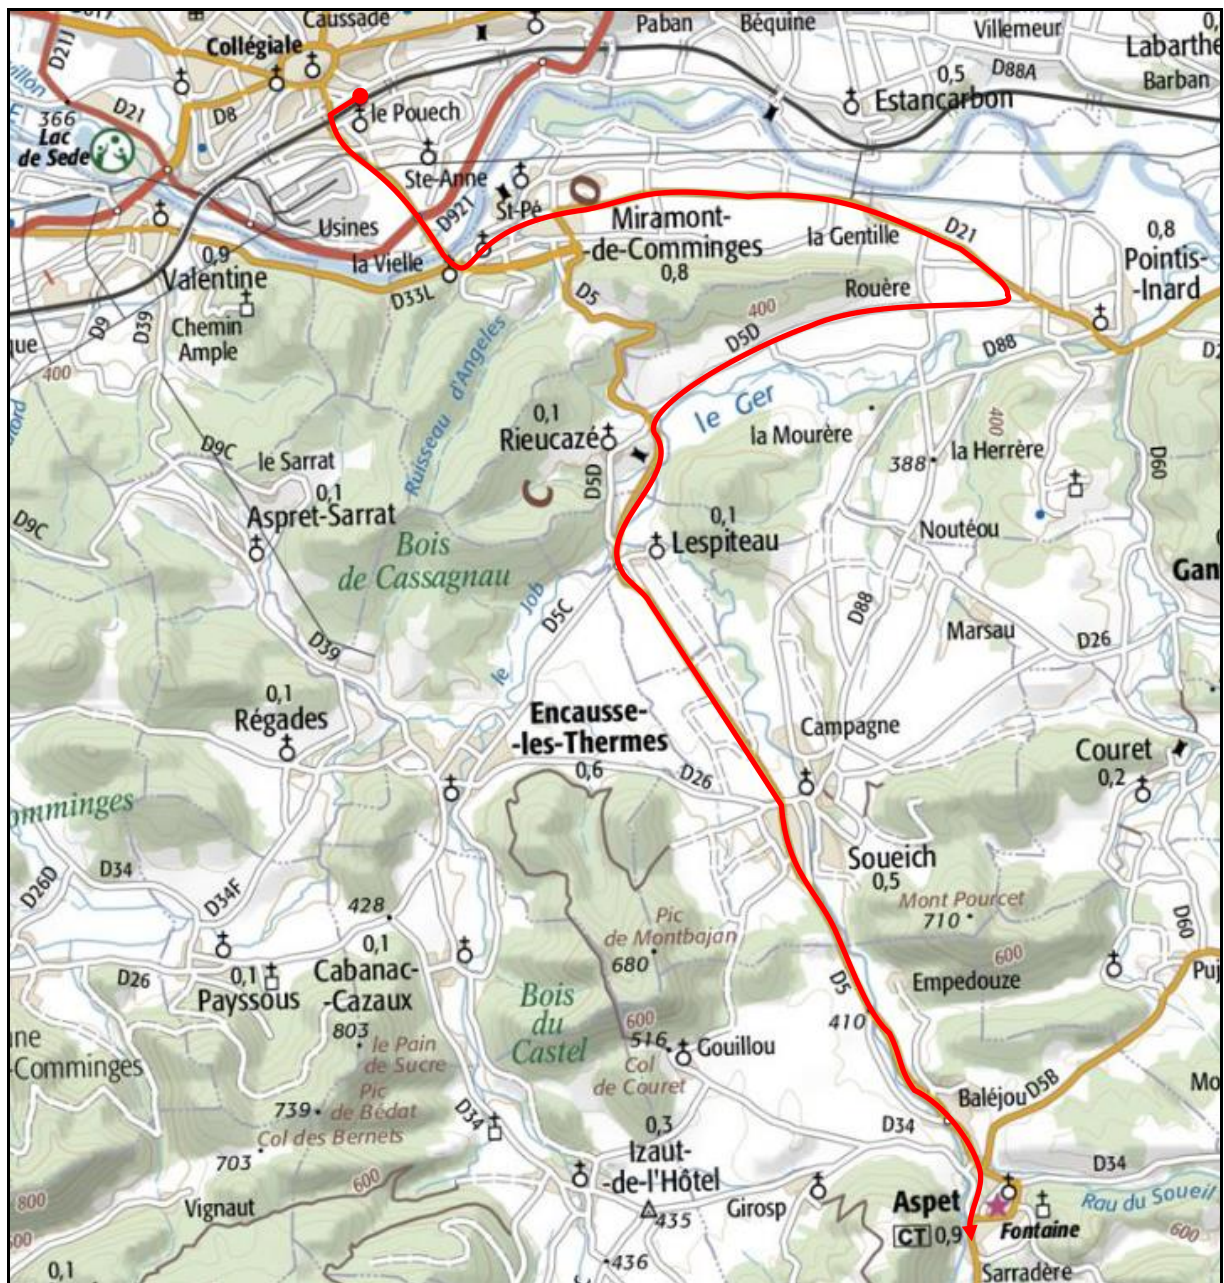 Caussade
Paban
Béquine
Villemeur
D21J
Collégiale
Labarthe
D88A
Barban
0,5
Estancarbon
366
Lac
de Sede
D21
D8
le Pouech
Ste-Anne
D921
St-Pé
O
Usines
Miramont-
-de-Comminges
0,8
la Gentille
D21
0,8
Pointis-
-Inard
0,9
Valentine
la Vielle
D33L
D5
Rouère
400
D5D
D9
D39
Chemin
Ample
que
400
Ruisseau d'Angeles
D88
le Ger
0,1
Rieucazé
la Mourère
400
388
la Herrère
D60
D9C
le Sarrat
D5D
C
0,1
Aspret-Sarrat
D9C
0,1
Lespiteau
Noutéou
Bois
de Cassagnau
Gan
le Job
D5C
D88
Marsau
D26
D39
0,1
Régades
Encausse-
-les-Thermes
0,6
D26
Campagne
Couret
0,2
omminges
D34
D26D
D34F
Soueich
0,5
Mont Pourcet
710
428
Pic
de Montbajan
680
D60
600
0,1
Cabanac-
-Cazaux
D26
0,1
Payssous
D5
Empedouze
Puj
Bois
du
Castel
410
600
803
le Pain
de Sucre
516
Gouillou
Col
de Couret
-Comminges
Pic
de Bédat
739
Col des Bernets
703
D34
Baléjou
D5B
Mo
D34
0,3
Izaut-
-de-l'Hôtel
D34
600
800
Vignaut
435
Girosp
Aspet
CT 0,9
Fontaine
Rau du Soueil
600
436
Sarradère
0,1